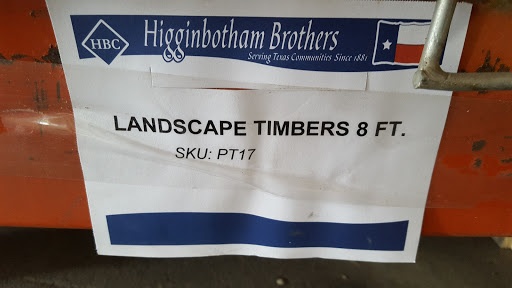 HBC
Higginbotham Brothers
Serving Texas Communities Since 1881
LANDSCAPE TIMBERS 8 FT.
SKU: PT17